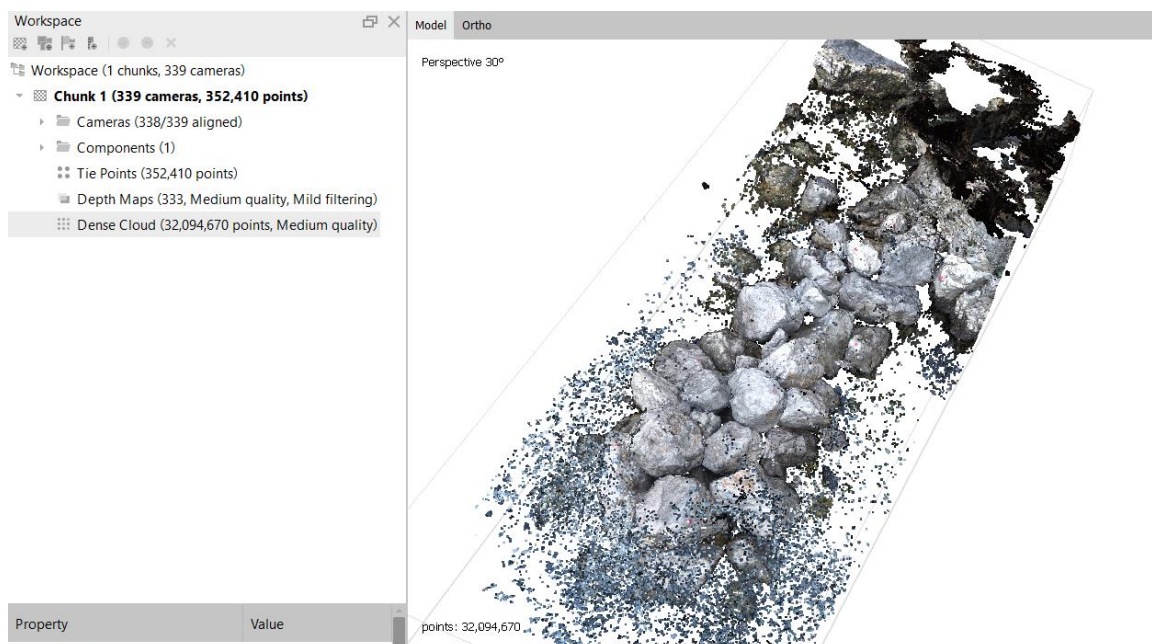 Workspace
Workspace (1 chunks, 339 cameras)
Chunk 1 (339 cameras, 352,410 points)
Cameras (338/339 aligned)
Components (1)
Tie Points (352,410 points)
Depth Maps (333, Medium quality, Mild filtering)
Dense Cloud (32,094,670 points, Medium quality)
Property Value
Model Ortho
Perspective 30°
points: 32,094,670